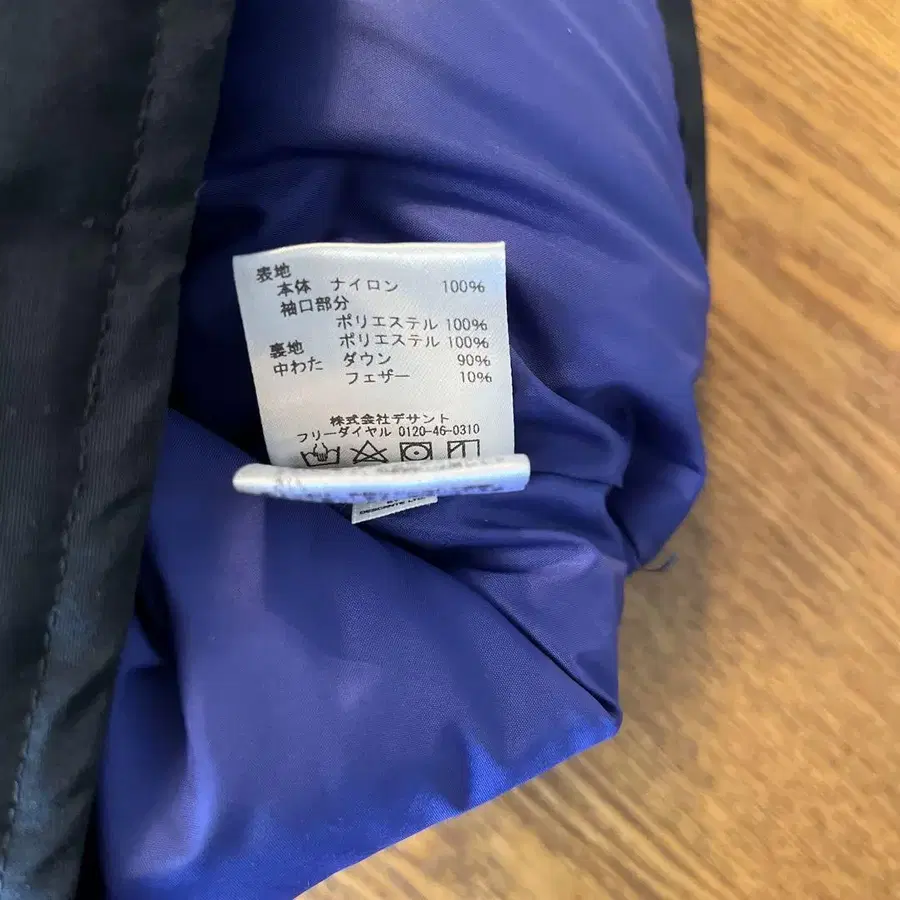 表地
本体 ナイロン 100%
袖口部分
ポリエステル 100%
裏地 ポリエステル 100%
中わた ダウン 90%
フェザー 10%
株式会社デサント
フリーダイヤル 0120-46-0310
DESCENTE LTD.